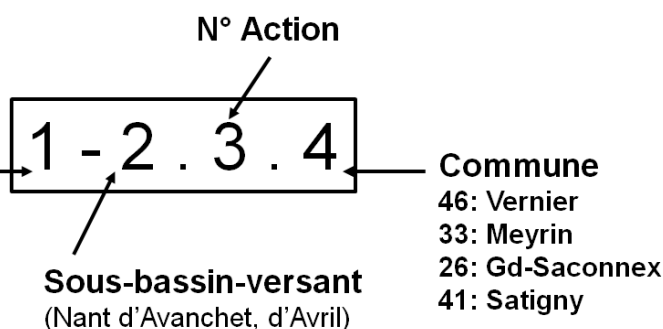 N° Action
1 - 2 . 3 . 4
Commune
46: Vernier
33: Meyrin
26: Gd-Saconnex
41: Satigny
Sous-bassin-versant
(Nant d'Avanchet, d'Avril)